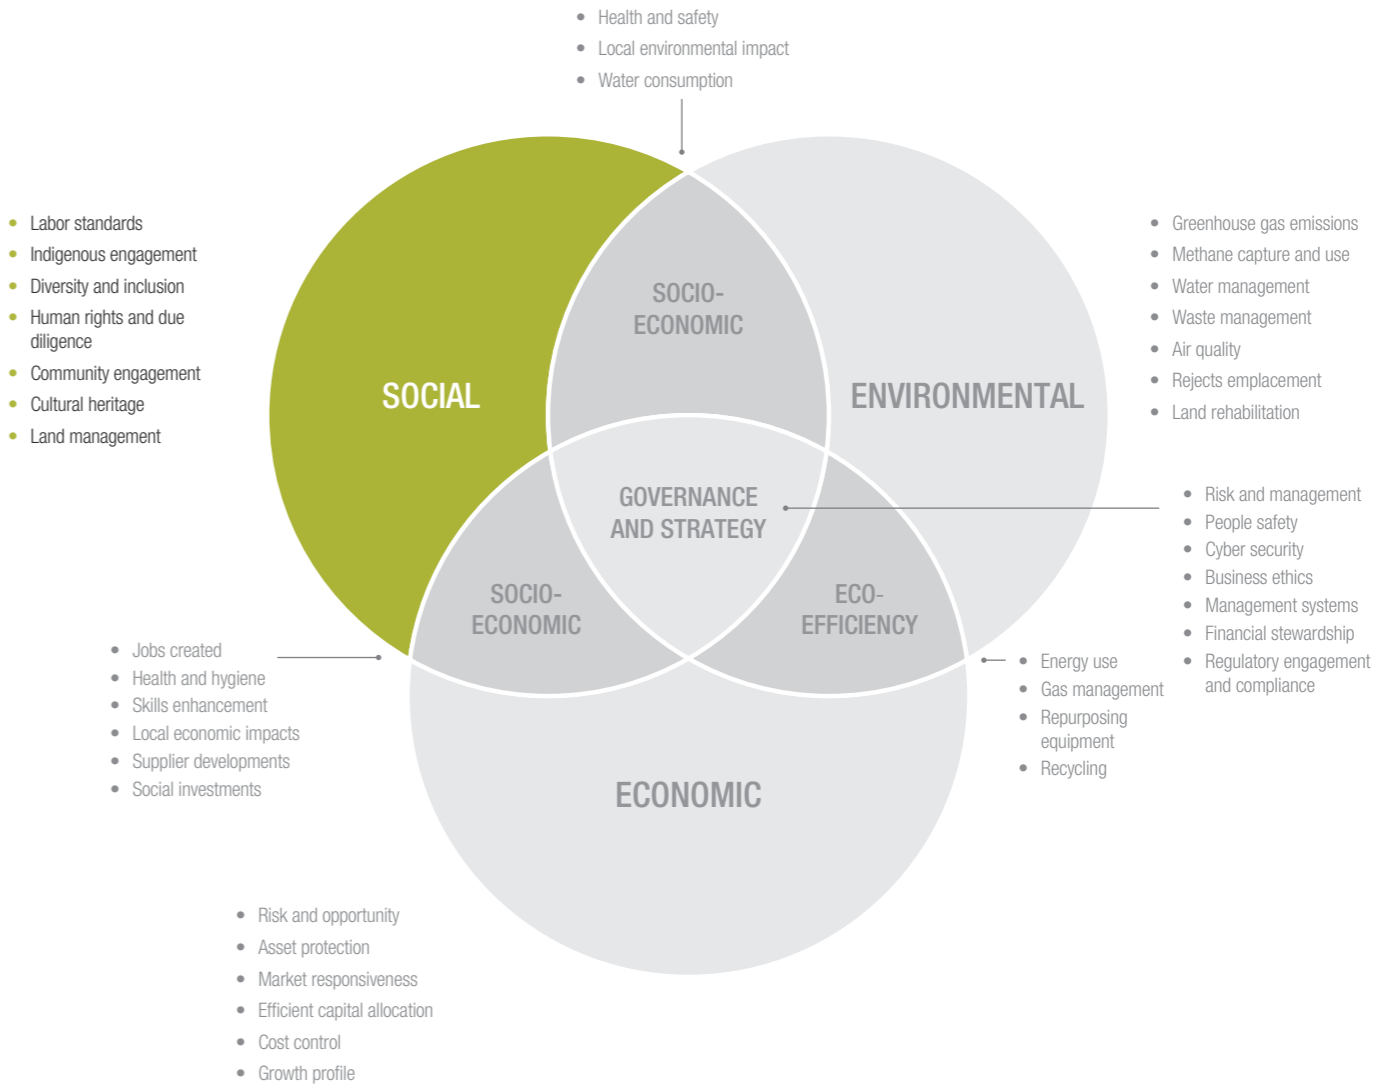 Health and safety
Local environmental impact
Water consumption
Labor standards
Indigenous engagement
Diversity and inclusion
Human rights and due
diligence
Community engagement
Cultural heritage
Land management
SOCIAL
SOCIO-
ECONOMIC
ENVIRONMENTAL
Greenhouse gas emissions
Methane capture and use
Water management
Waste management
Air quality
Rejects emplacement
Land rehabilitation
GOVERNANCE
AND STRATEGY
Risk and management
People safety
Cyber security
Business ethics
Management systems
Financial stewardship
Regulatory engagement
and compliance
SOCIO-
ECONOMIC
ECO-
EFFICIENCY
Jobs created
Health and hygiene
Skills enhancement
Local economic impacts
Supplier developments
Social investments
Energy use
Gas management
Repurposing
equipment
Recycling
ECONOMIC
Risk and opportunity
Asset protection
Market responsiveness
Efficient capital allocation
Cost control
Growth profile